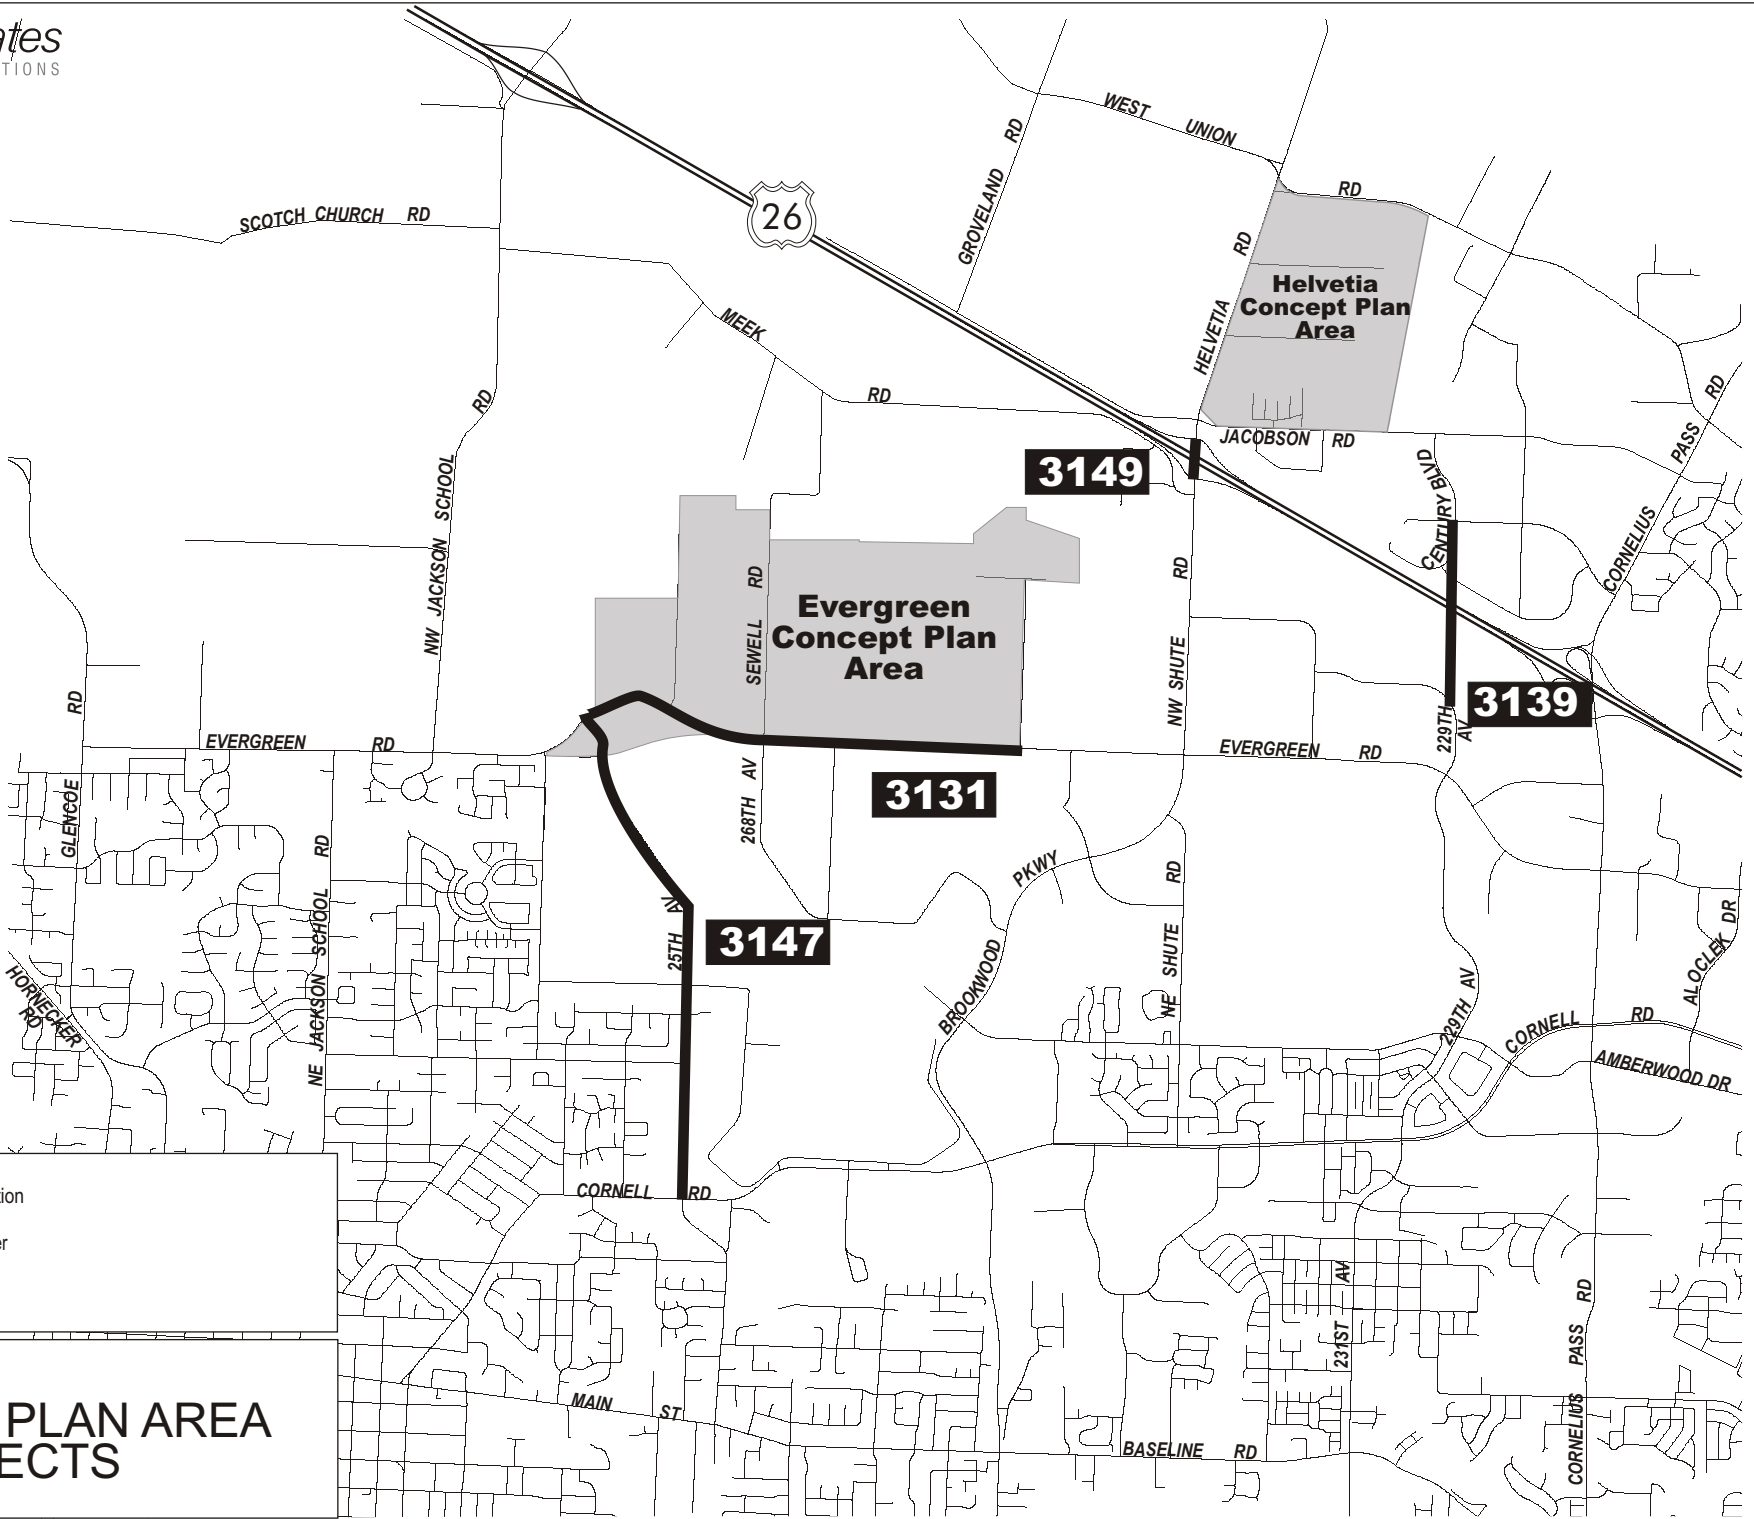 TIONS
WEST
UNION
RD
RD
GROVELAND
SCOTCH CHURCH RD
26
RD
HELVETIA
Helvetia
Concept Plan
Area
MEEK
RD
RD
NW JACKSON SCHOOL
JACOBSON RD
RD
PASS
CORNELIUS
3149
CENTURY BLVD
RD
NW SHUTE
RD
SEWELL
Evergreen
Concept Plan
Area
3139
229TH
AV
RD
GLENCOE
EVERGREEN RD
EVERGREEN RD
268TH AV
3131
RD
NE JACKSON SCHOOL
PKWY
BROOKWOOD
RD
NE SHUTE
AV
25TH
3147
ALOCLEK DR
HORNECKER
RD
229TH AV
CORNELL RD
AMBERWOOD DR
CORNELL RD
AV
231ST
RD
PASS
CORNELIUS
MAIN ST
BASELINE RD
PLAN AREA
ECTS